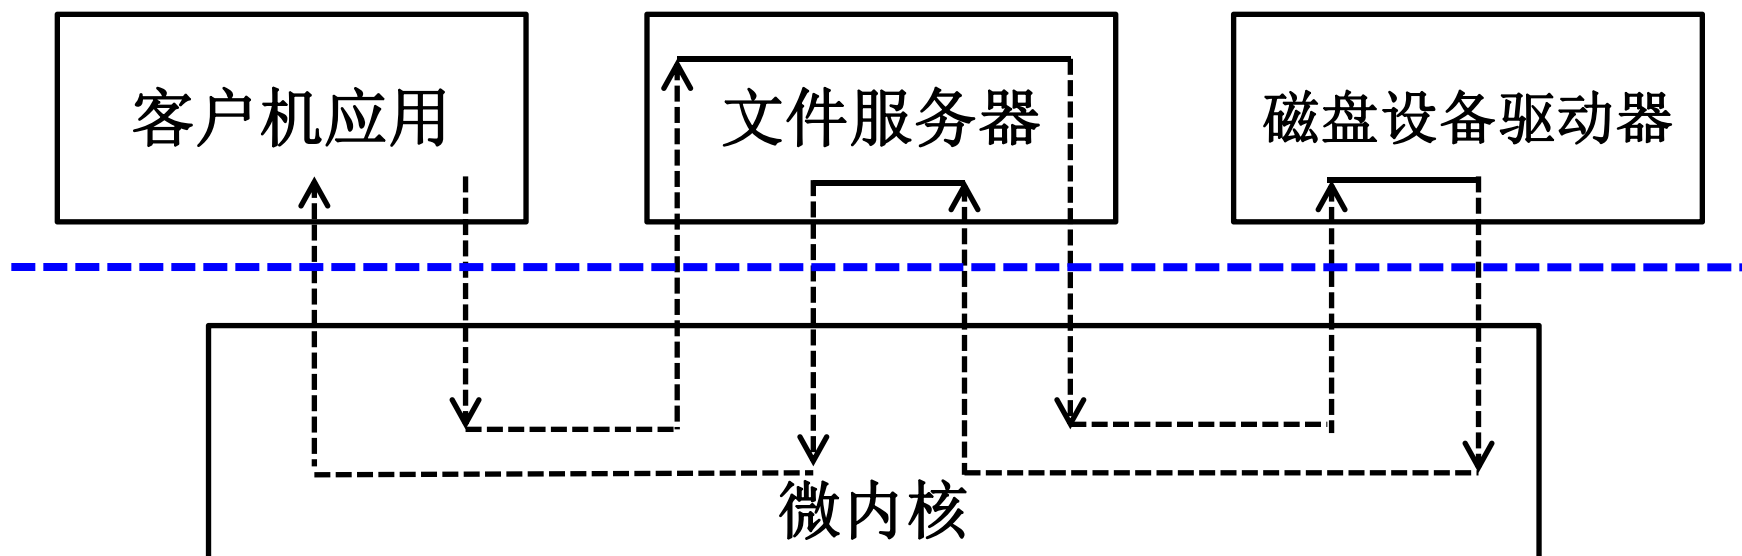 客户机应用
文件服务器
磁盘设备驱动器
微内核